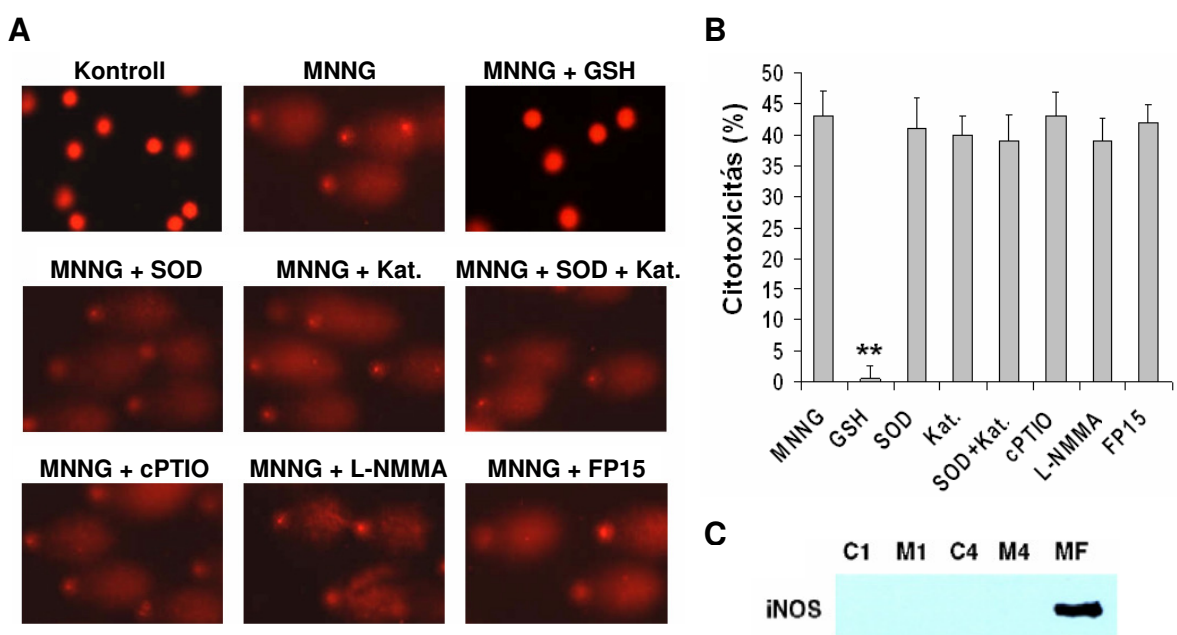 A
Kontroll
MNNG
MNNG + GSH
MNNG + SOD
MNNG + Kat.
MNNG + SOD + Kat.
MNNG + cPTIO
MNNG + L-NMMA
MNNG + FP15
B
Citotoxicitás (%)
50
45
40
35
30
25
20
15
10
5
0
**
MNNG
GSH
SOD
Kat.
SOD+Kat.
cPTIO
L-NMMA
FP15
C
C1 M1 C4 M4 MF
iNOS